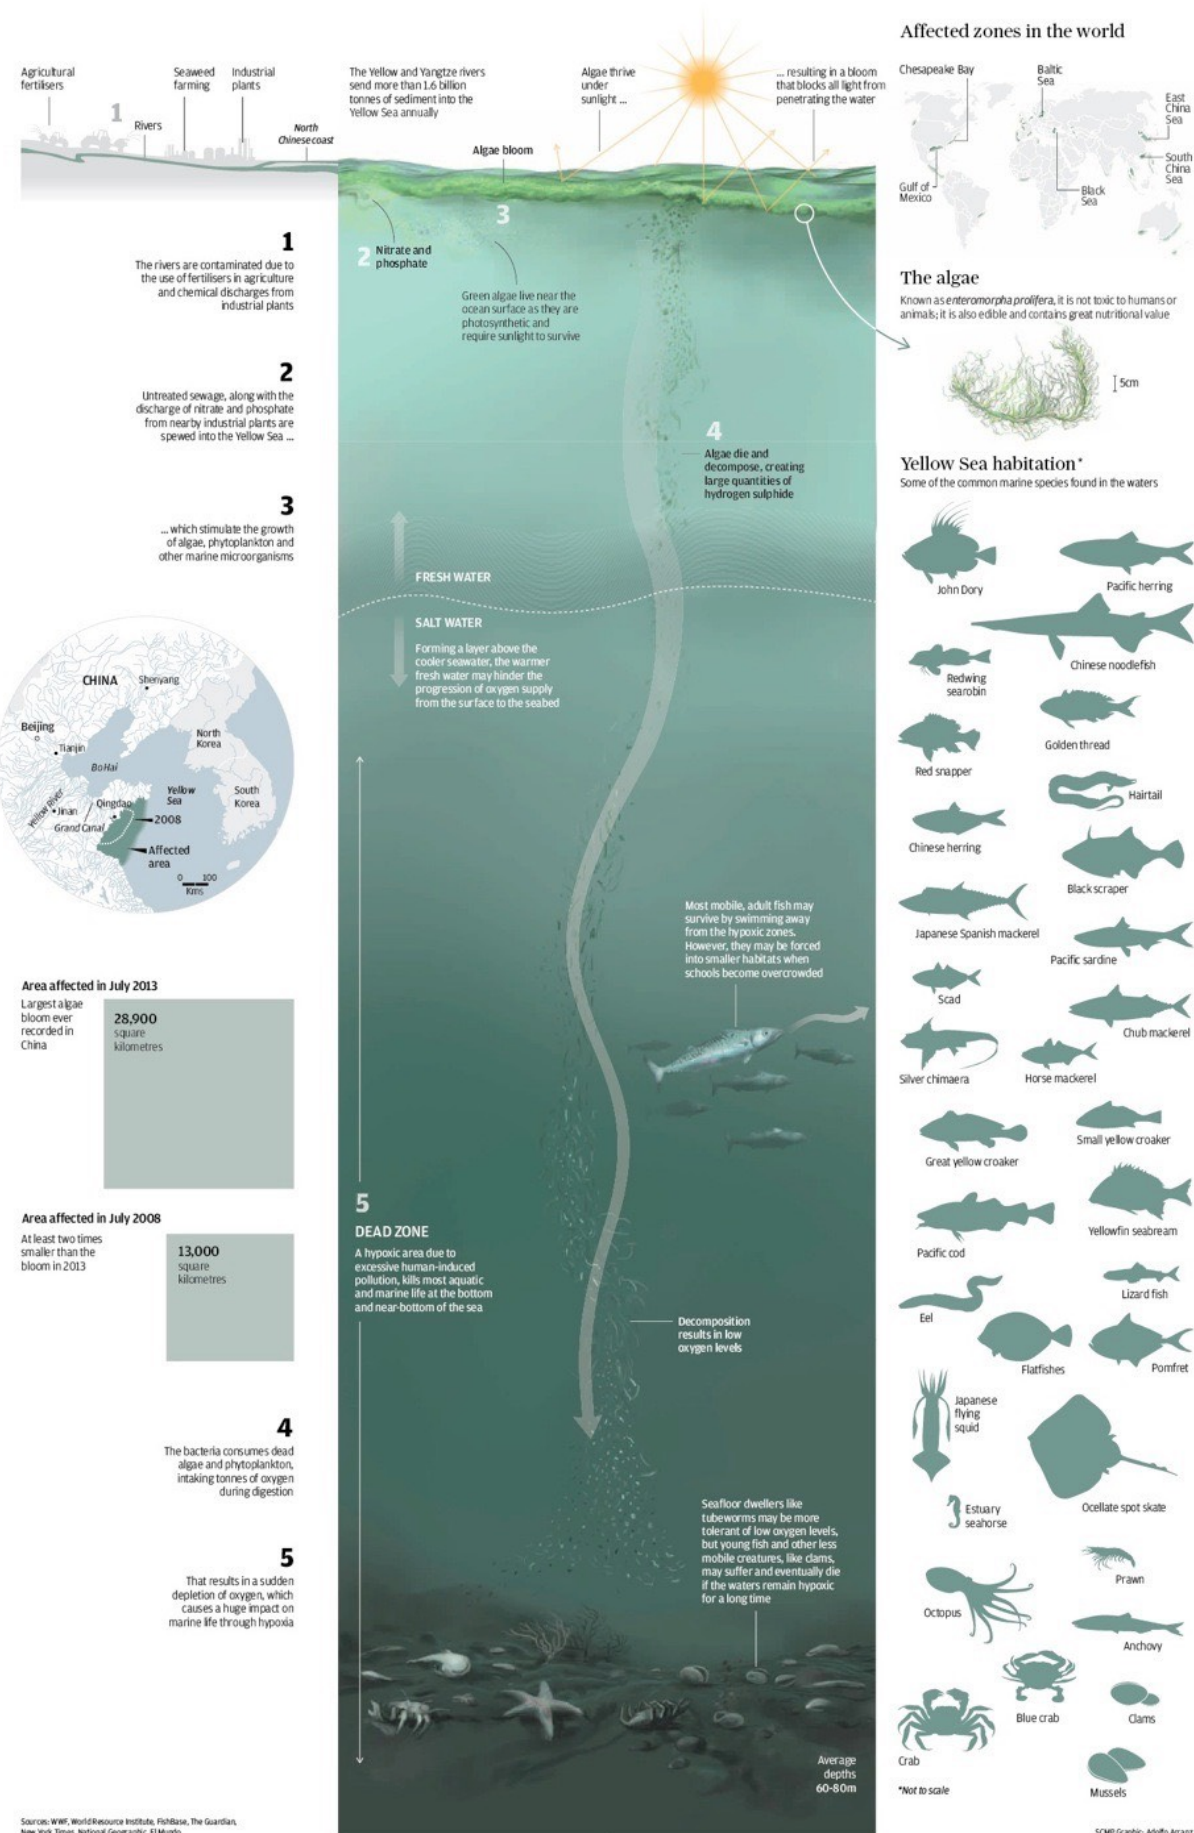 Affected zones in the world
Agricultural
fertilisers
Seaweed
farming
Industrial
plants
1
Rivers
North
Chinese coast
The Yellow and Yangtze rivers
send more than 1.6 billion
tonnes of sediment into the
Yellow Sea annually
Algae bloom
Algae thrive
under
sunlight ...
... resulting in a bloom
that blocks all light from
penetrating the water
Chesapeake Bay
Baltic
Sea
East
China
Sea
South
China
Sea
Gulf of
Mexico
Black
Sea
1
The rivers are contaminated due to
the use of fertilisers in agriculture
and chemical discharges from
industrial plants
2
Untreated sewage, along with the
discharge of nitrate and phosphate
from nearby industrial plants are
spewed into the Yellow Sea ...
3
... which stimulate the growth
of algae, phytoplankton and
other marine microorganisms
2
Nitrate and
phosphate
3
Green algae live near the
ocean surface as they are
photosynthetic and
require sunlight to survive
4
Algae die and
decompose, creating
large quantities of
hydrogen sulphide
FRESH WATER
SALT WATER
Forming a layer above the
cooler seawater, the warmer
fresh water may hinder the
progression of oxygen supply
from the surface to the seabed
The algae
Known as enteromorpha prolifera, it is not toxic to humans or
animals; it is also edible and contains great nutritional value
5cm
Yellow Sea habitation*
Some of the common marine species found in the waters
John Dory
Pacific herring
Chinese noodlefish
Redwing
searobin
Golden thread
Red snapper
Hairtail
Chinese herring
Black scraper
Japanese Spanish mackerel
Pacific sardine
Scad
Chub mackerel
Silver chimaera
Horse mackerel
Small yellow croaker
Great yellow croaker
Yellowfin seabream
Pacific cod
Lizard fish
Eel
Flatfishes
Pomfret
Japanese
flying
squid
Ocellate spot skate
Estuary
seahorse
Prawn
Octopus
Anchovy
Blue crab
Clams
Crab
Mussels
*Not to scale
CHINA
Shenyang
Beijing
Tianjin
North
Korea
Bo Hai
Yellow River
Jinan
Qingdao
Yellow
Sea
South
Korea
Grand Canal
2008
Affected
area
0 100
Kms
Area affected in July 2013
Largest algae
bloom ever
recorded in
China
28,900
square
kilometres
Area affected in July 2008
At least two times
smaller than the
bloom in 2013
13,000
square
kilometres
4
The bacteria consumes dead
algae and phytoplankton,
intaking tonnes of oxygen
during digestion
5
That results in a sudden
depletion of oxygen, which
causes a huge impact on
marine life through hypoxia
Most mobile, adult fish may
survive by swimming away
from the hypoxic zones.
However, they may be forced
into smaller habitats when
schools become overcrowded
5
DEAD ZONE
A hypoxic area due to
excessive human-induced
pollution, kills most aquatic
and marine life at the bottom
and near-bottom of the sea
Decomposition
results in low
oxygen levels
Seafloor dwellers like
tubeworms may be more
tolerant of low oxygen levels,
but young fish and other less
mobile creatures, like clams,
may suffer and eventually die
if the waters remain hypoxic
for a long time
Average
depths
60-80m
Sources: WWF, World Resource Institute, FishBase, The Guardian,
New York Times, National Geographic, El Mundo
SCMP Graphic: Adolfo Arranz